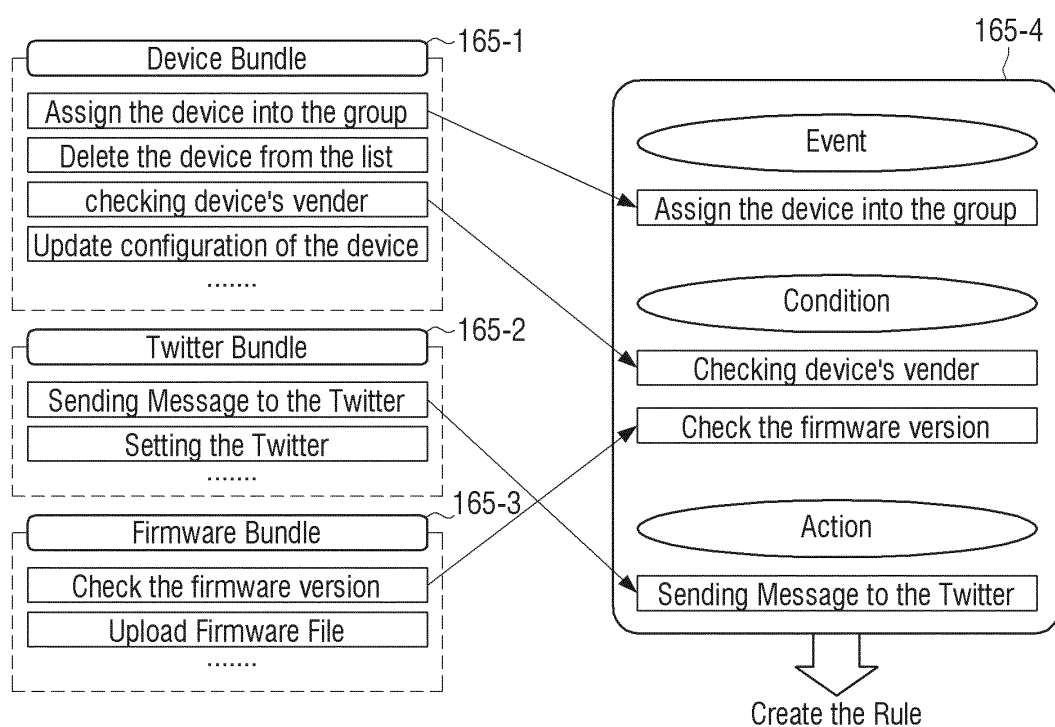 165-1
Device Bundle
Assign the device into the group
Delete the device from the list
checking device's vender
Update configuration of the device
.......
165-2
Twitter Bundle
Sending Message to the Twitter
Setting the Twitter
.......
165-3
Firmware Bundle
Check the firmware version
Upload Firmware File
.......
165-4
Event
Assign the device into the group
Condition
Checking device's vender
Check the firmware version
Action
Sending Message to the Twitter
Create the Rule